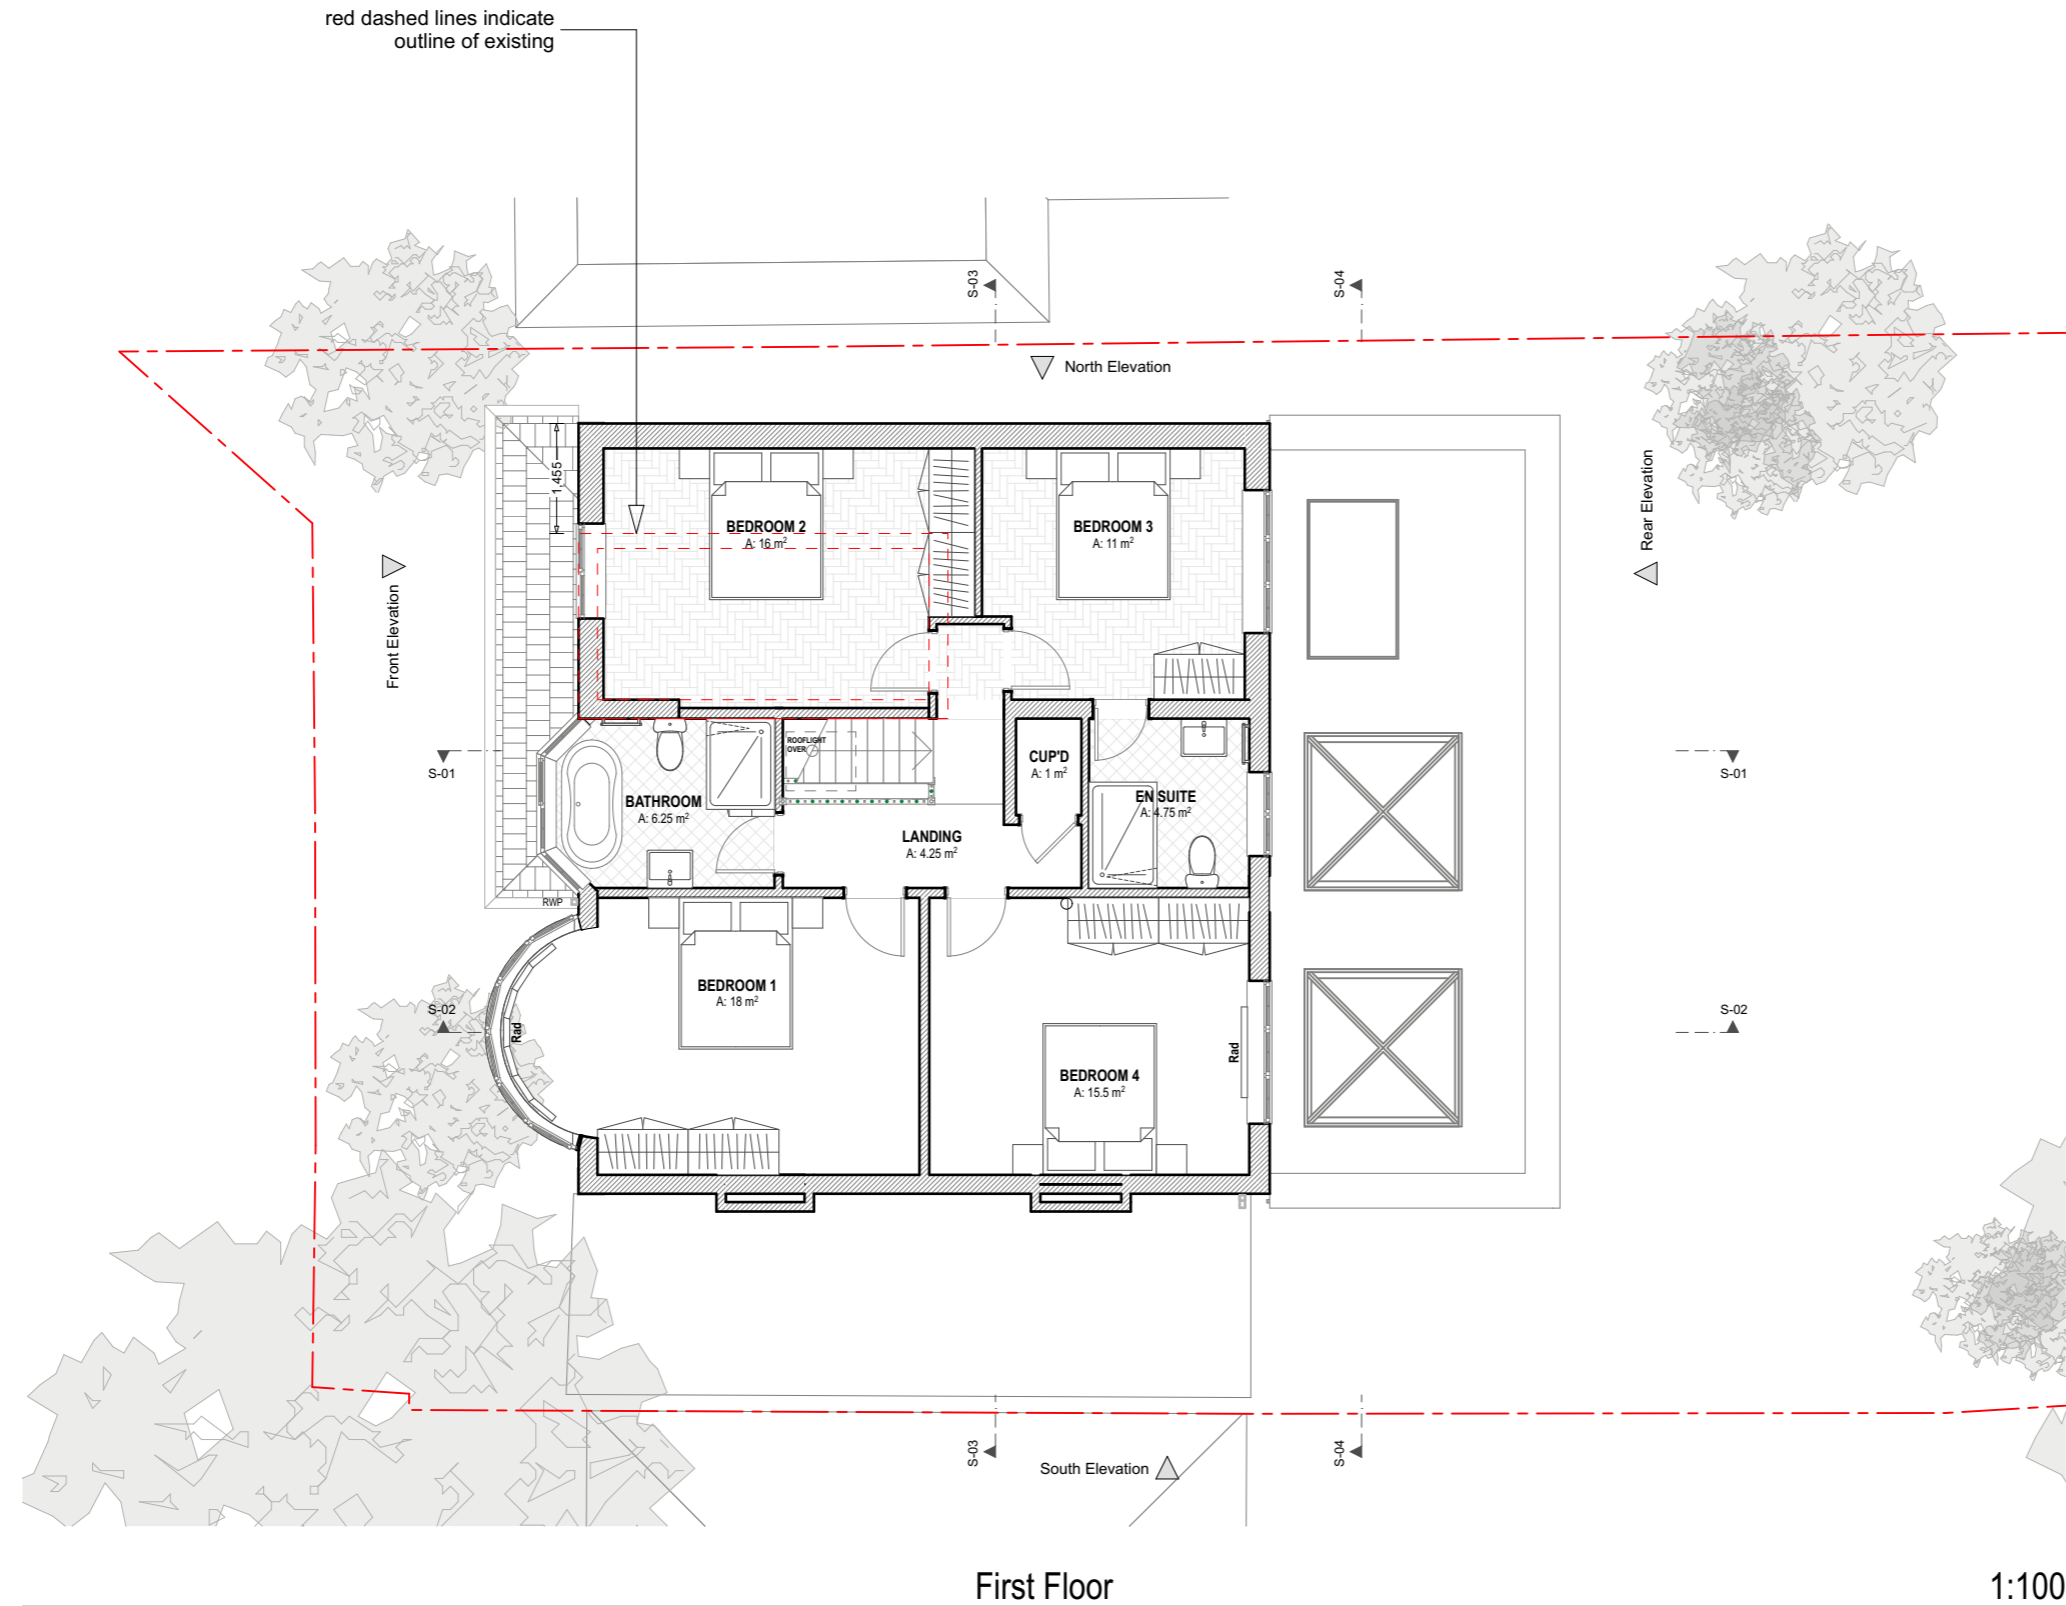 red dashed lines indicate
outline of existing
S-03
S-04
North Elevation
1,455
Rear Elevation
BEDROOM 2
A: 16 m²
BEDROOM 3
A: 11 m²
Front Elevation
ROOFLIGHT
OVER
CUP'D
A: 1 m²
S-01
S-01
BATHROOM
A: 6.25 m²
EN SUITE
A: 4.75 m²
LANDING
A: 4.25 m²
RWP
BEDROOM 1
A: 18 m²
S-02
S-02
Rad
Rad
BEDROOM 4
A: 15.5 m²
S-03
S-04
South Elevation
First Floor
1:100